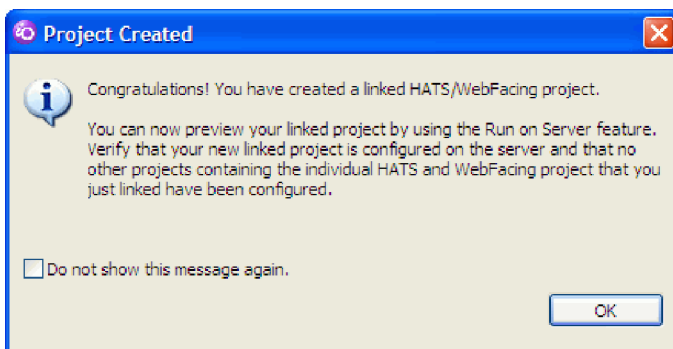 Project Created
Congratulations! You have created a linked HATS/WebFacing project.
You can now preview your linked project by using the Run on Server feature.
Verify that your new linked project is configured on the server and that no
other projects containing the individual HATS and WebFacing project that you
just linked have been configured.
Do not show this message again.
OK